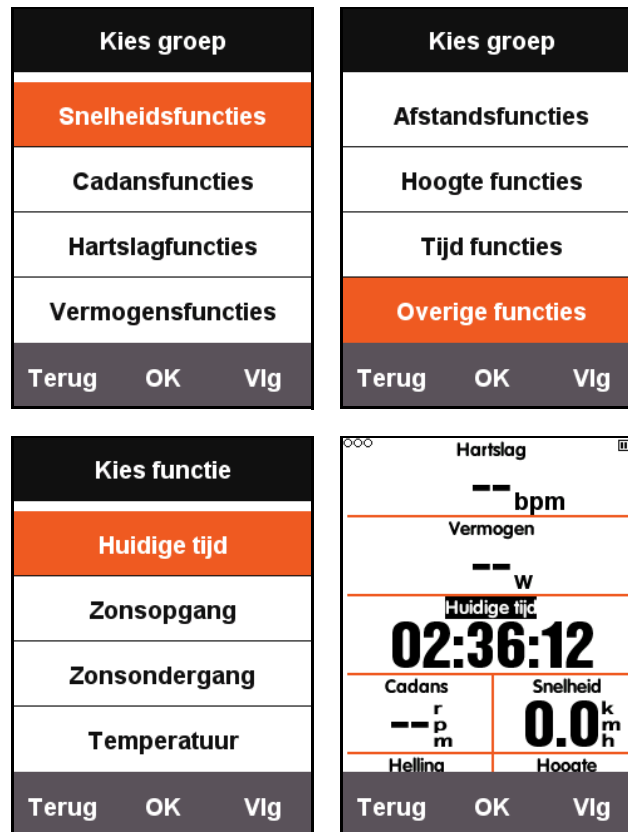 Kies groep
Snelheidsfuncties
Cadansfuncties
Hartslagfuncties
Vermogensfuncties
Terug OK Vlg
Kies groep
Afstandsfuncties
Hoogte functies
Tijd functies
Overige functies
Terug OK Vlg
Kies functie
Huidige tijd
Zonsopgang
Zonsondergang
Temperatuur
Terug OK Vlg
Hartslag
-- bpm
Vermogen
-- W
Huidige tijd
02:36:12
Cadans Snelheid
-- rpm 0.0 kmh
Helling Hoogte
Terug OK Vlg